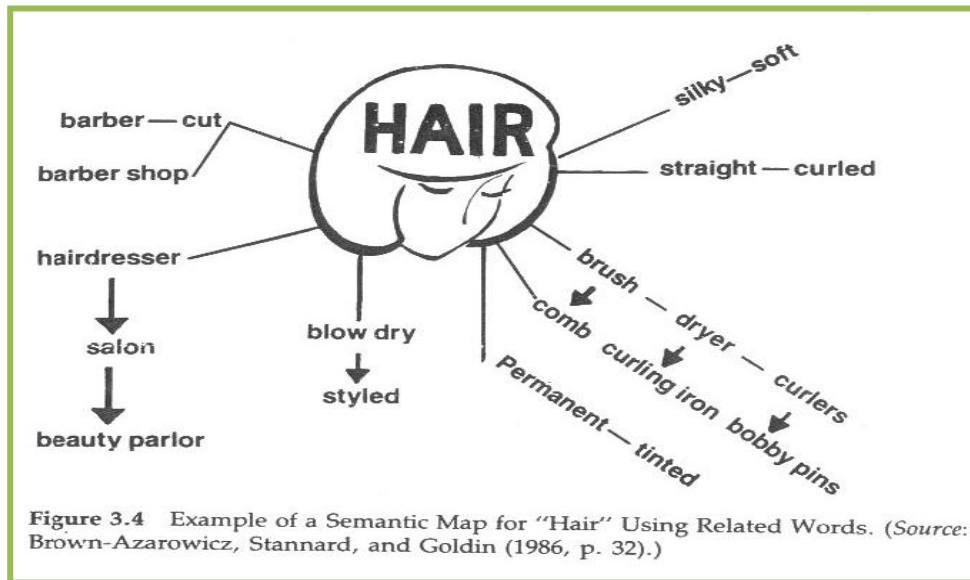 HAIR
silky—soft
barber — cut
barber shop
straight — curled
hairdresser
salon
beauty parlor
blow dry
styled
Permanent — tinted
brush — dryer — curlers
comb curling iron bobby pins
Figure 3.4 Example of a Semantic Map for "Hair" Using Related Words. (Source:
Brown-Azarowicz, Stannard, and Goldin (1986, p. 32).)